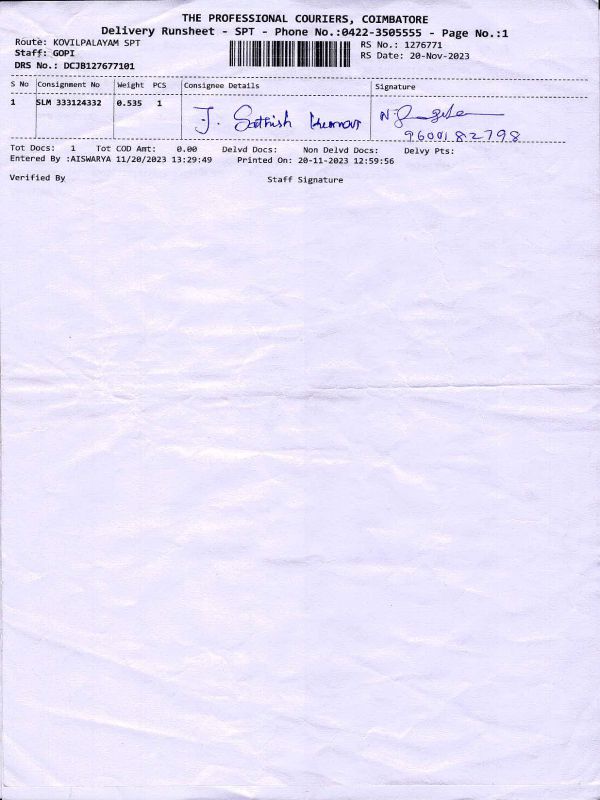 THE PROFESSIONAL COURIERS, COIMBATORE
Delivery Runsheet - SPT - Phone No.:0422-3505555 - Page No.:1
Route: KOVILPALAYAM SPT
RS No.: 1276771
Staff: GOPI
RS Date: 20-Nov-2023
DRS No.: DCJB127677101
S No Consignment No Weight PCS Consignee Details Signature
1 SLM 333124332 0.535 1 J. Sathish Kumar
9600182798
Tot Docs: 1 Tot COD Amt: 0.00 Delvd Docs: Non Delvd Docs: Delvy Pts:
Entered By :AISWARYA 11/20/2023 13:29:49 Printed On: 20-11-2023 12:59:56
Verified By Staff Signature